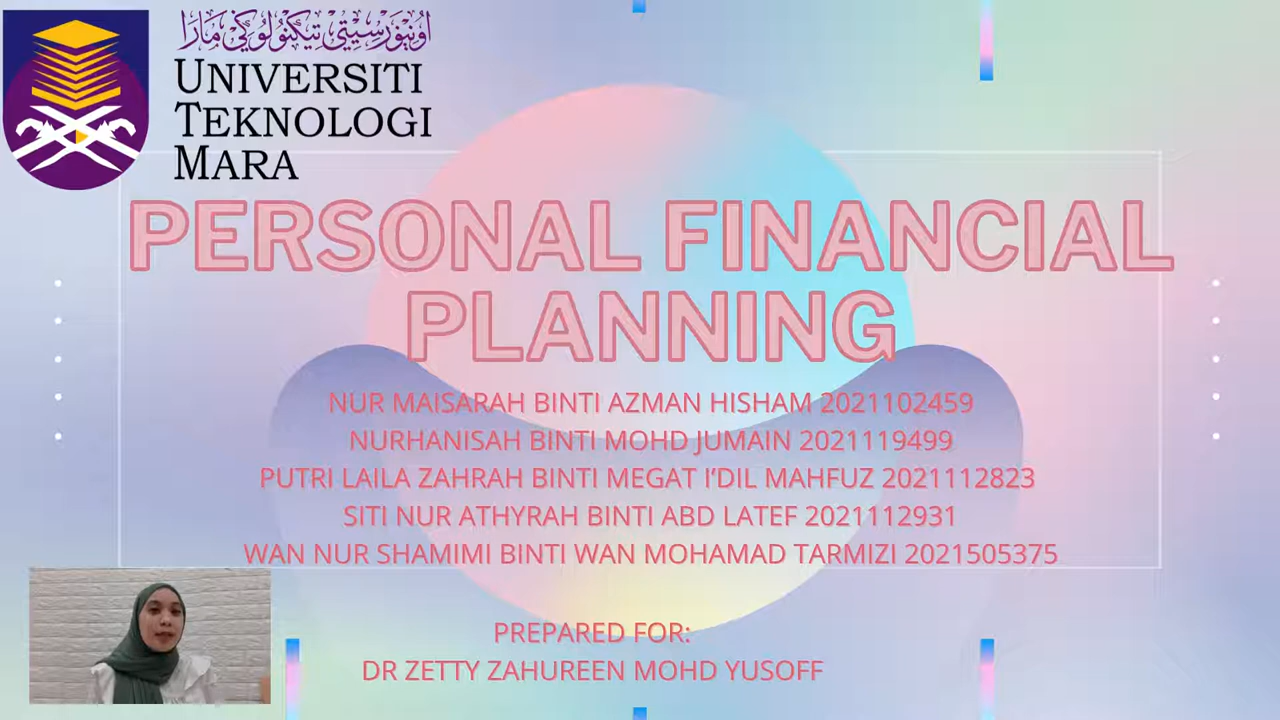 اونيۏرسيتي تيكنولوڬي مارا
UNIVERSITI
TEKNOLOGI
MARA
PERSONAL FINANCIAL
PLANNING
NUR MAISARAH BINTI AZMAN HISHAM 2021102459
NURHANISAH BINTI MOHD JUMAIN 2021119499
PUTRI LAILA ZAHRAH BINTI MEGAT I'DIL MAHFUZ 2021112823
SITI NUR ATHYRAH BINTI ABD LATEF 2021112931
WAN NUR SHAMIMI BINTI WAN MOHAMAD TARMIZI 2021505375
PREPARED FOR:
DR ZETTY ZAHUREEN MOHD YUSOFF